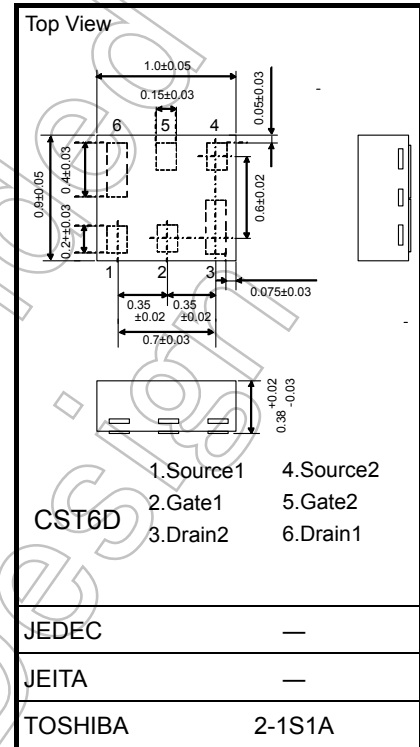 Top View
1.0±0.05
0.15±0.03
0.05±0.03
6 5 4
0.9±0.05
0.4±0.03
0.2±±0.03
0.6±0.02
1 2 3
0.35 ±0.02
0.35 ±0.02
0.7±0.03
0.075±0.03
0.38 +0.02 -0.03
CST6D
1.Source1 4.Source2
2.Gate1 5.Gate2
3.Drain2 6.Drain1
JEDEC —
JEITA —
TOSHIBA 2-1S1A